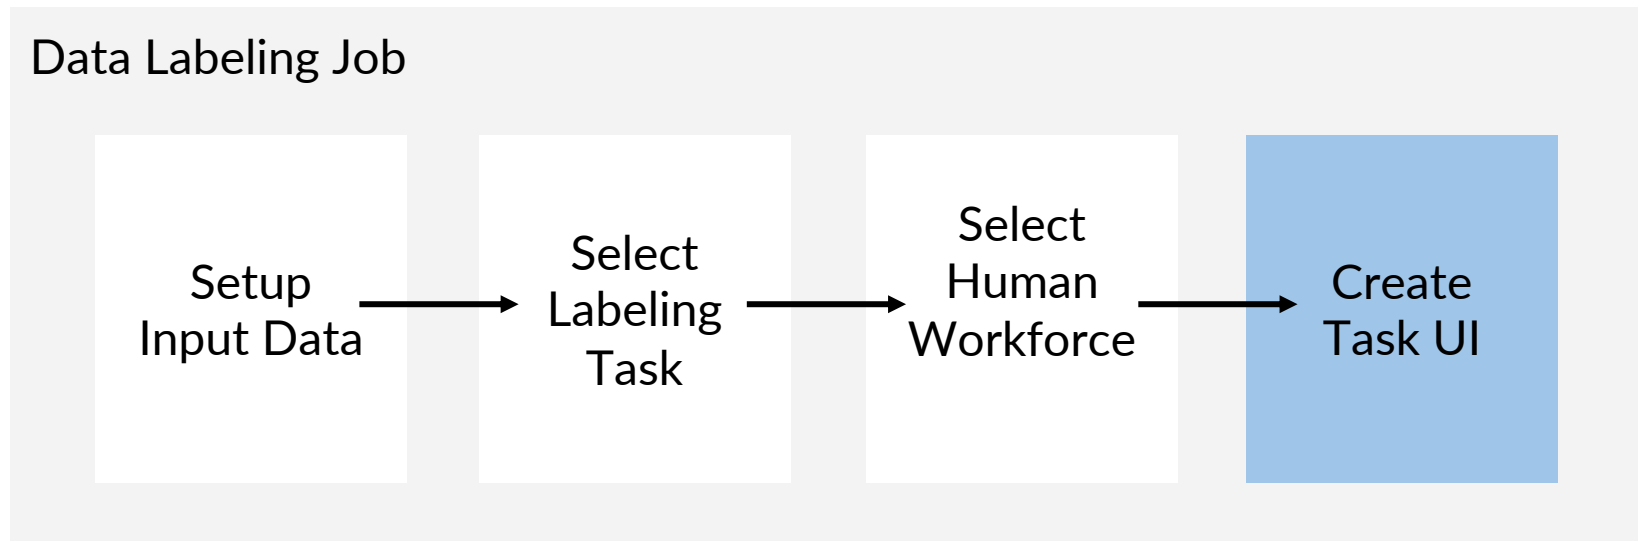 Data Labeling Job
Setup
Input Data
Select
Labeling
Task
Select
Human
Workforce
Create
Task UI